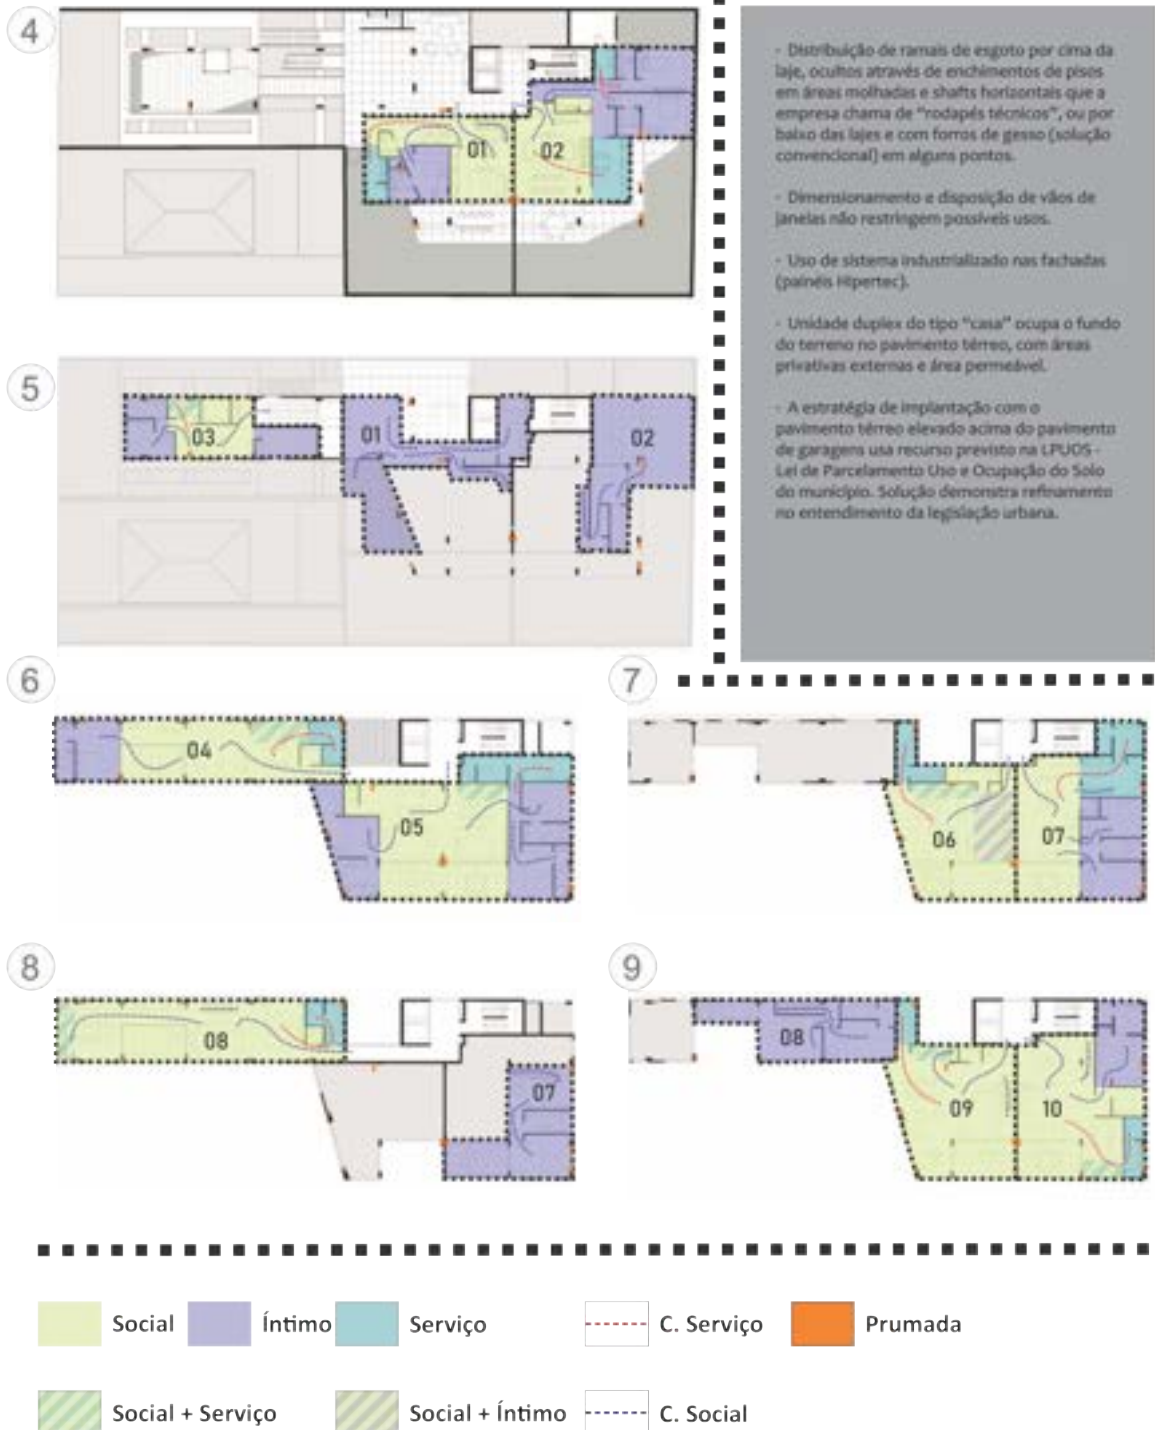 4
01
02
- Distribuição de ramais de esgoto por cima da
laje, ocultos através de enchimentos de pisos
em áreas molhadas e shafts horizontais que a
empresa chama de “rodapés técnicos”, ou por
baixo das lajes e com forros de gesso (solução
convencional) em alguns pontos.
- Dimensionamento e disposição de vãos de
janelas não restringem possíveis usos.
- Uso de sistema industrializado nas fachadas
(painéis Hipertec).
- Unidade duplex do tipo “casa” ocupa o fundo
do terreno no pavimento térreo, com áreas
privativas externas e área permeável.
- A estratégia de implantação com o
pavimento térreo elevado acima do pavimento
de garagens usa recurso previsto na LPUOS -
Lei de Parcelamento Uso e Ocupação do Solo
do município. Solução demonstra refinamento
no entendimento da legislação urbana.
5
03
01
02
6
04
05
7
06
07
8
08
07
9
08
09
10
Social
Íntimo
Serviço
C. Serviço
Prumada
Social + Serviço
Social + Íntimo
C. Social